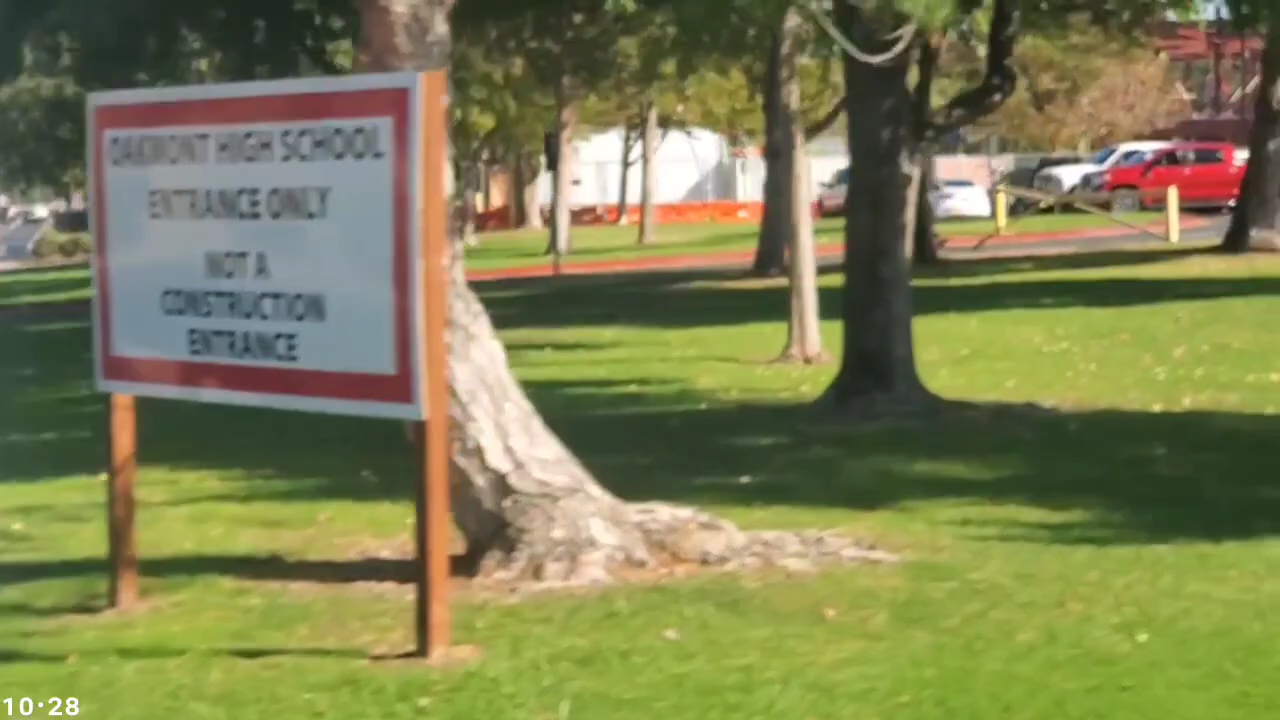 OAKMONT HIGH SCHOOL
ENTRANCE ONLY
NOT A
CONSTRUCTION
ENTRANCE
10·28